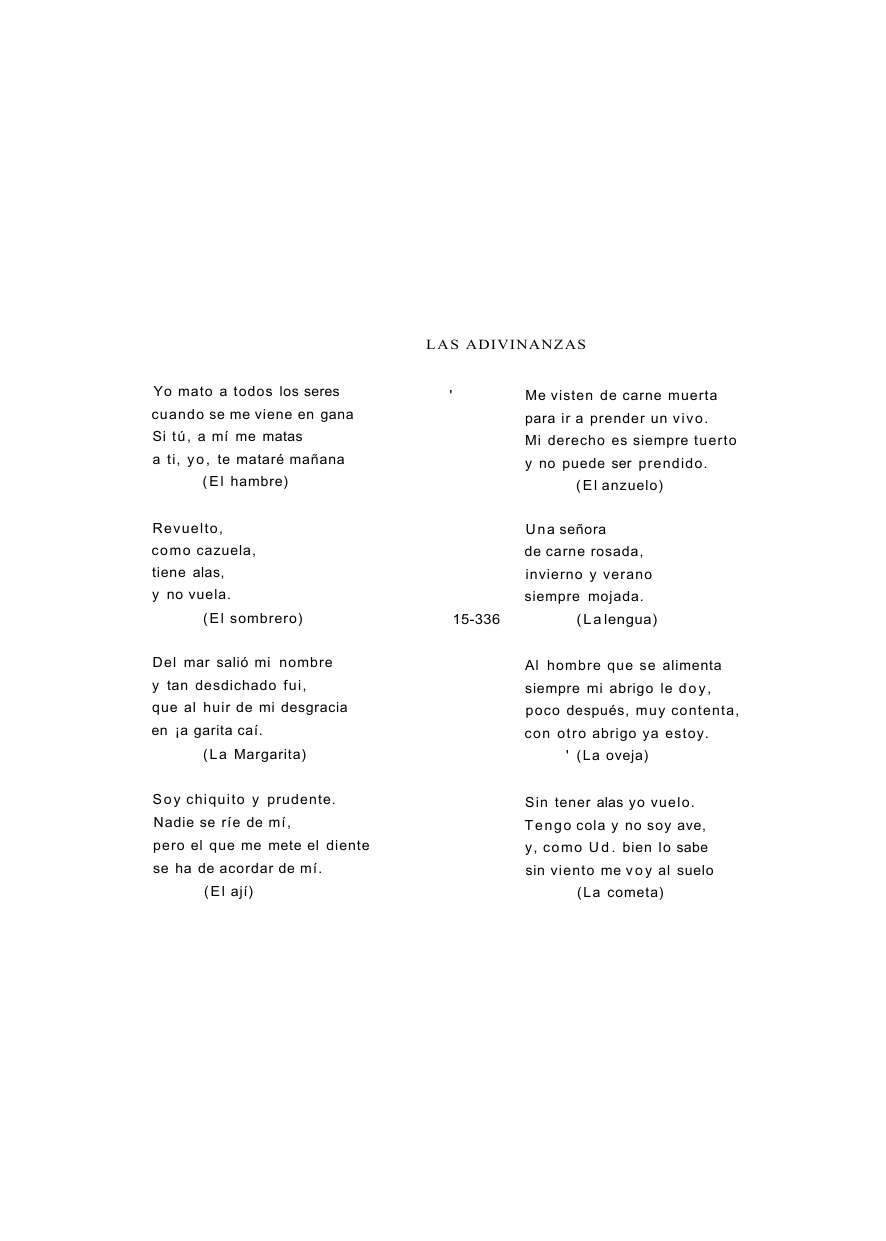 LAS ADIVINANZAS
Yo mato a todos los seres
cuando se me viene en gana
Si tú, a mí me matas
a ti, yo, te mataré mañana
(El hambre)
Revuelto,
como cazuela,
tiene alas,
y no vuela.
(El sombrero)
Del mar salió mi nombre
y tan desdichado fui,
que al huir de mi desgracia
en ¡a garita caí.
(La Margarita)
Soy chiquito y prudente.
Nadie se ríe de mí,
pero el que me mete el diente
se ha de acordar de mí.
(El ají)
'
15-336
Me visten de carne muerta
para ir a prender un vivo.
Mi derecho es siempre tuerto
y no puede ser prendido.
(El anzuelo)
Una señora
de carne rosada,
invierno y verano
siempre mojada.
(La lengua)
Al hombre que se alimenta
siempre mi abrigo le doy,
poco después, muy contenta,
con otro abrigo ya estoy.
' (La oveja)
Sin tener alas yo vuelo.
Tengo cola y no soy ave,
y, como Ud. bien lo sabe
sin viento me voy al suelo
(La cometa)